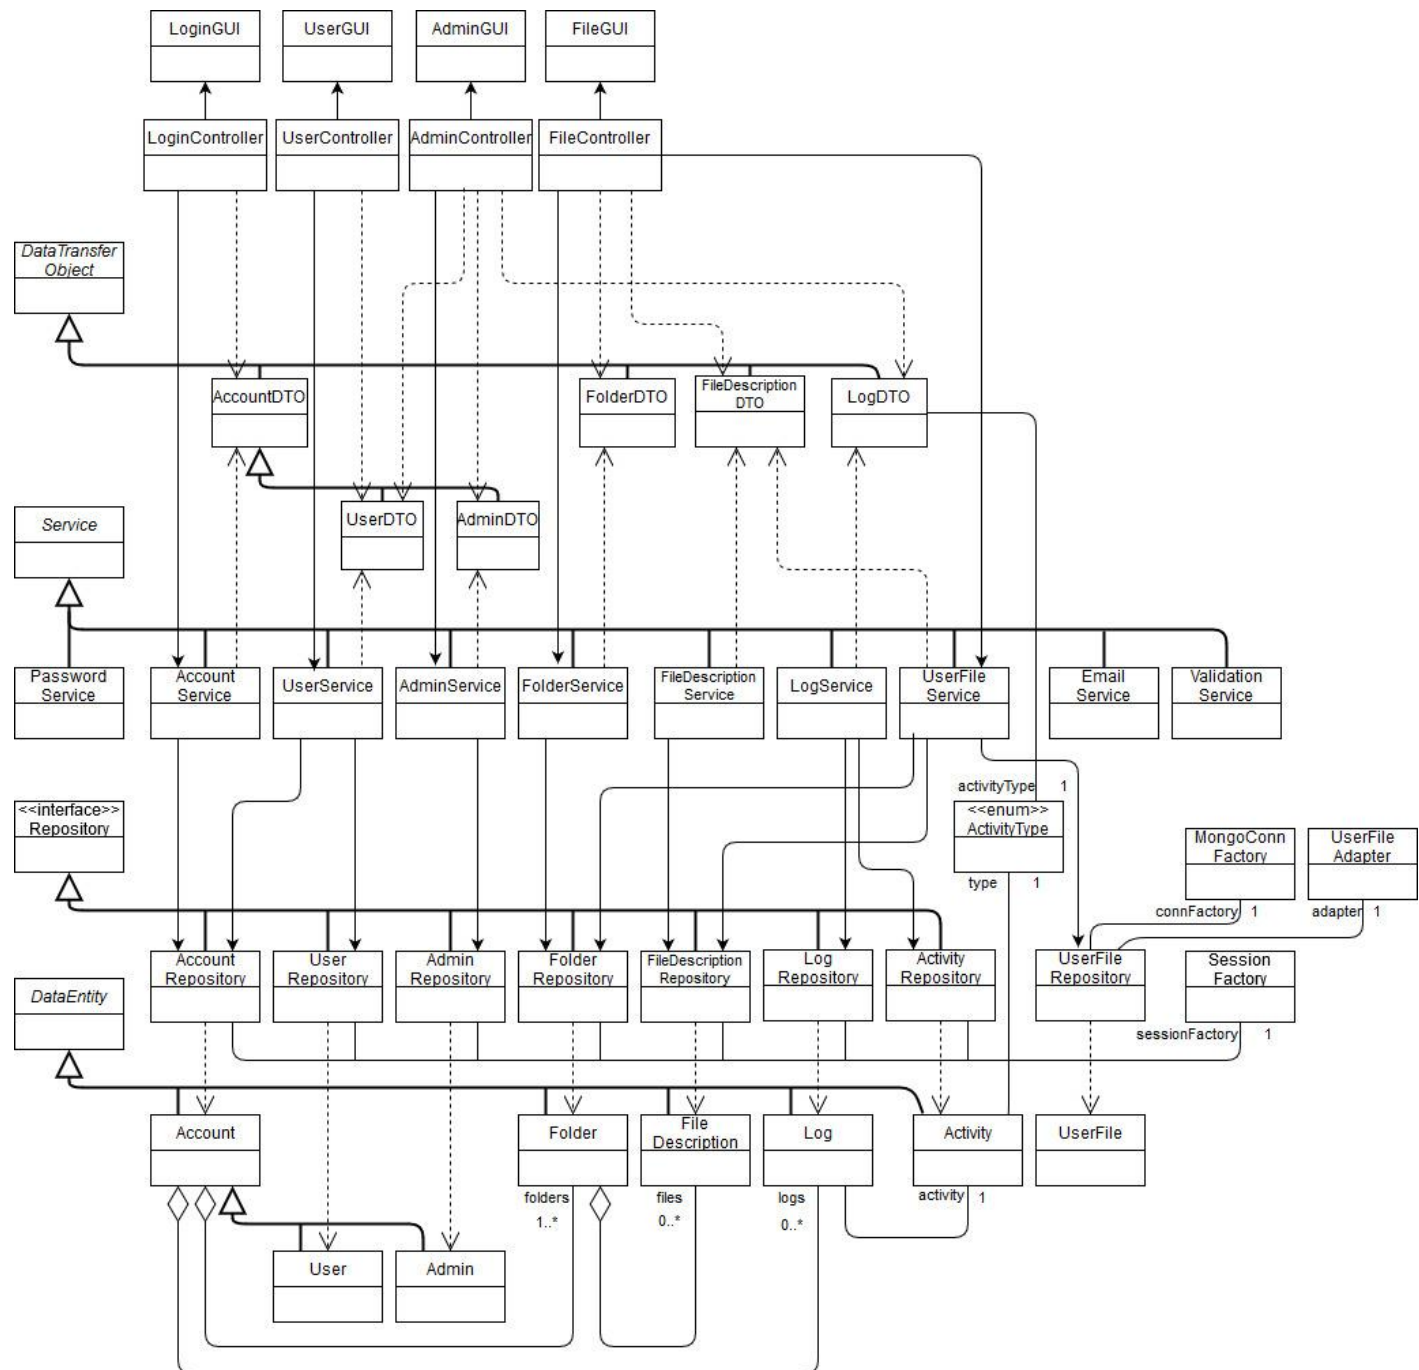 LoginGUI
UserGUI
AdminGUI
FileGUI
LoginController
UserController
AdminController
FileController
DataTransfer
Object
AccountDTO
FolderDTO
FileDescription
DTO
LogDTO
UserDTO
AdminDTO
Service
Password
Service
Account
Service
UserService
AdminService
FolderService
FileDescription
Service
LogService
UserFile
Service
Email
Service
Validation
Service
activityType 1
<<interface>>
Repository
<<enum>>
ActivityType
type 1
MongoConn
Factory
UserFile
Adapter
connFactory 1
adapter 1
Account
Repository
User
Repository
Admin
Repository
Folder
Repository
FileDescription
Repository
Log
Repository
Activity
Repository
UserFile
Repository
Session
Factory
sessionFactory 1
DataEntity
Account
Folder
File
Description
Log
Activity
UserFile
folders
1..*
files
0..*
logs
0..*
activity 1
User
Admin